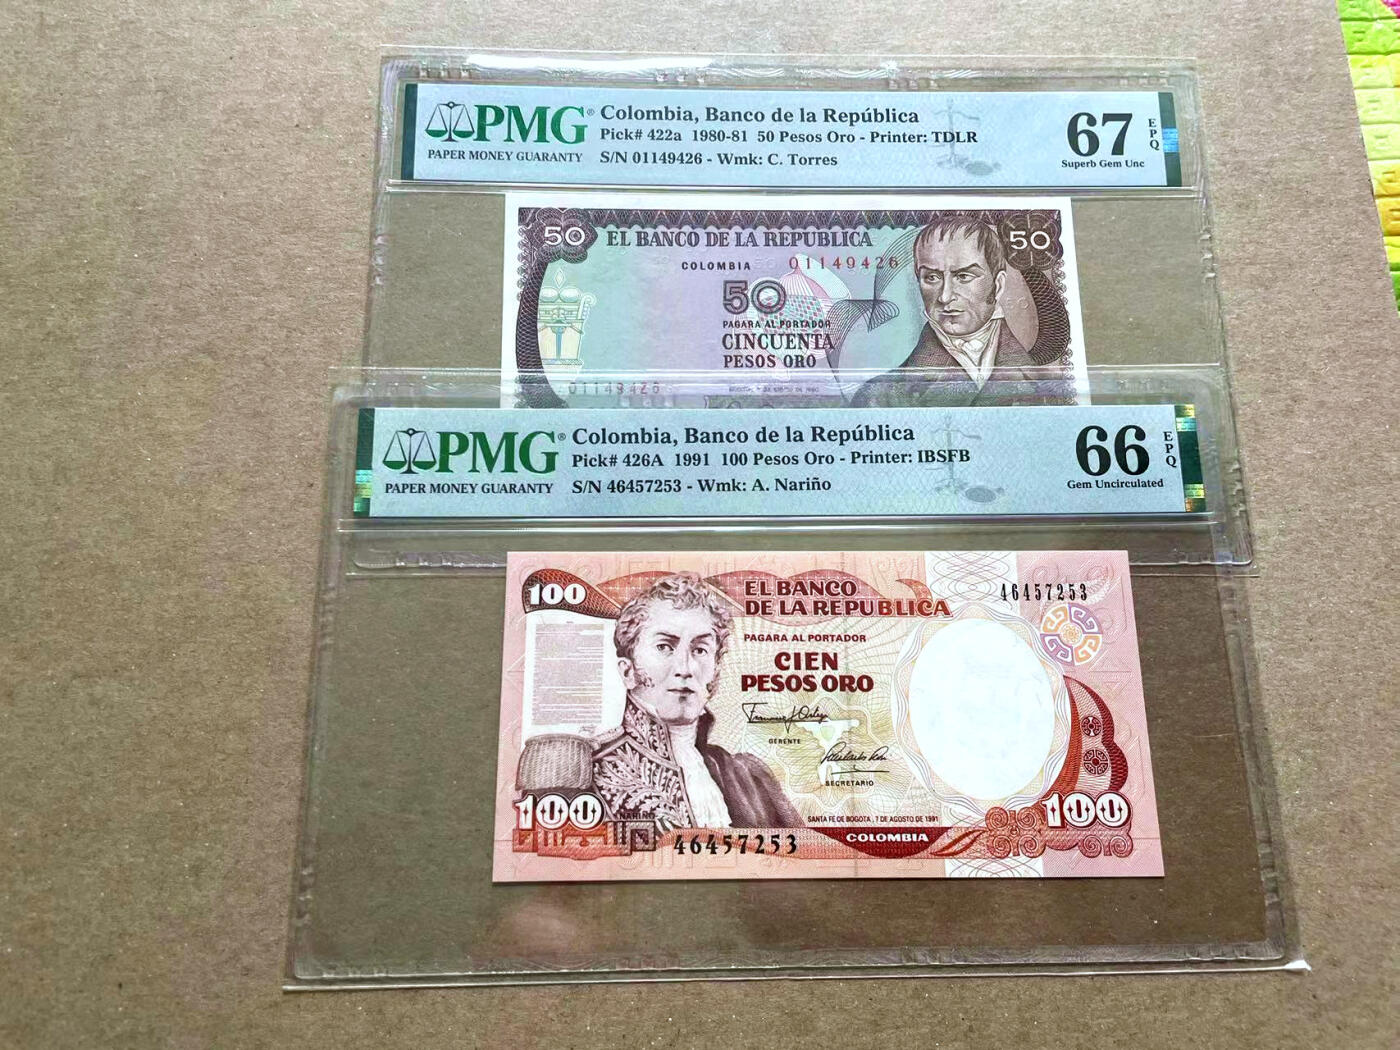 PMG®
PAPER MONEY GUARANTY
Colombia, Banco de la República
Pick# 422a 1980-81 50 Pesos Oro - Printer: TDLR
S/N 01149426 - Wmk: C. Torres
67
EPQ
Superb Gem Unc
50
EL BANCO DE LA REPUBLICA
50
COLOMBIA
01149426
50
PAGARA AL PORTADOR
CINCUENTA
PESOS ORO
01149426
PMG®
PAPER MONEY GUARANTY
Colombia, Banco de la República
Pick# 426A 1991 100 Pesos Oro - Printer: IBSFB
S/N 46457253 - Wmk: A. Nariño
66
EPQ
Gem Uncirculated
100
EL BANCO
DE LA REPUBLICA
46457253
PAGARA AL PORTADOR
CIEN
PESOS ORO
GERENTE
SECRETARIO
100
NARIÑO
SANTA FE DE BOGOTA, 7 DE AGOSTO DE 1991
100
46457253
COLOMBIA